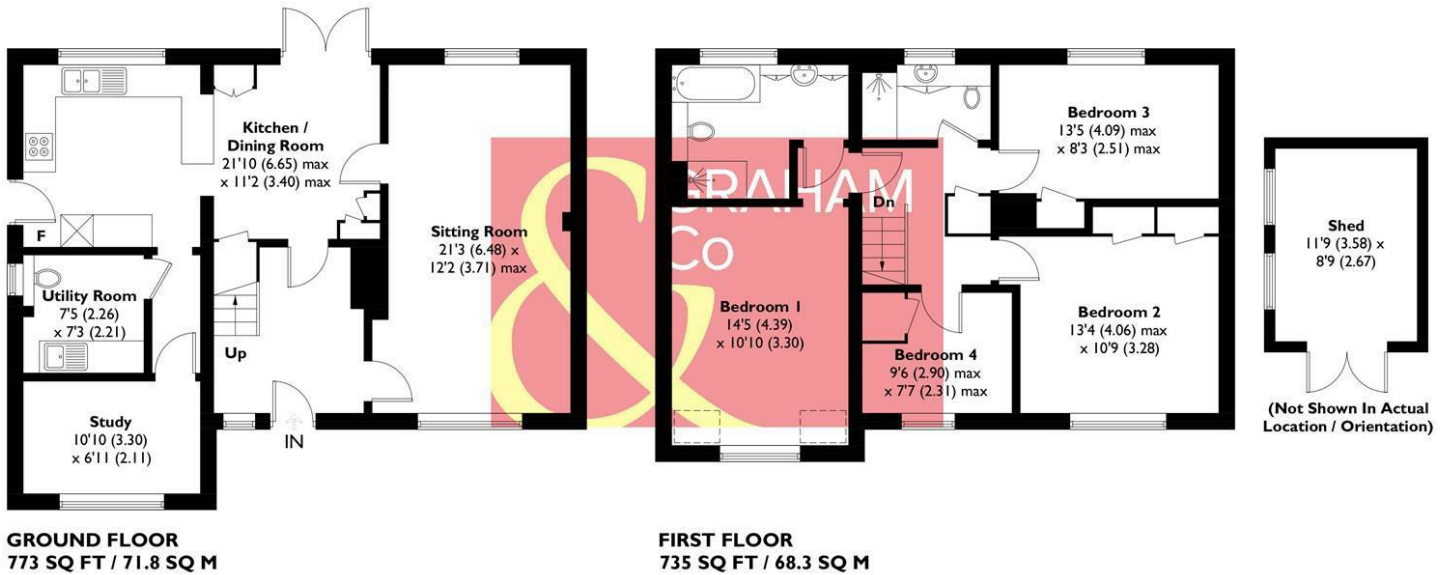 Kitchen /
Dining Room
21'10 (6.65) max
x 11'2 (3.40) max
Sitting Room
21'3 (6.48) x
12'2 (3.71) max
F
Utility Room
7'5 (2.26)
x 7'3 (2.21)
Up
Study
10'10 (3.30)
x 6'11 (2.11)
IN
GROUND FLOOR
773 SQ FT / 71.8 SQ M
& GRAHAM
Co
Bedroom 3
13'5 (4.09) max
x 8'3 (2.51) max
Dn
Bedroom 1
14'5 (4.39)
x 10'10 (3.30)
Bedroom 2
13'4 (4.06) max
x 10'9 (3.28)
Bedroom 4
9'6 (2.90) max
x 7'7 (2.31) max
FIRST FLOOR
735 SQ FT / 68.3 SQ M
Shed
11'9 (3.58) x
8'9 (2.67)
(Not Shown In Actual
Location / Orientation)